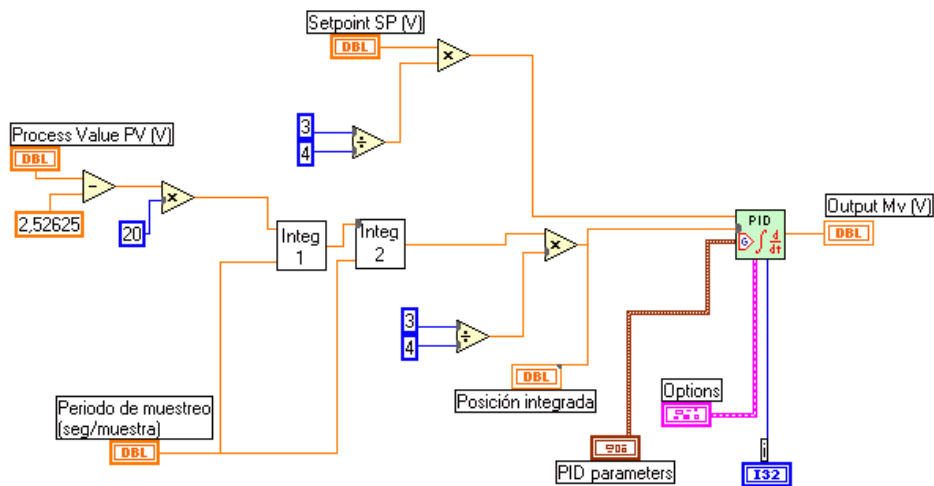 Setpoint SP (V)
DBL
×
3
4
÷
Process Value PV (V)
DBL
−
2,52625
×
20
Integ
1
Integ
2
×
3
4
÷
PID
G ∫ d
dt
Output Mv (V)
DBL
DBL
Posición integrada
Periodo de muestreo
(seg/muestra)
DBL
Options
PID parameters
i
I32